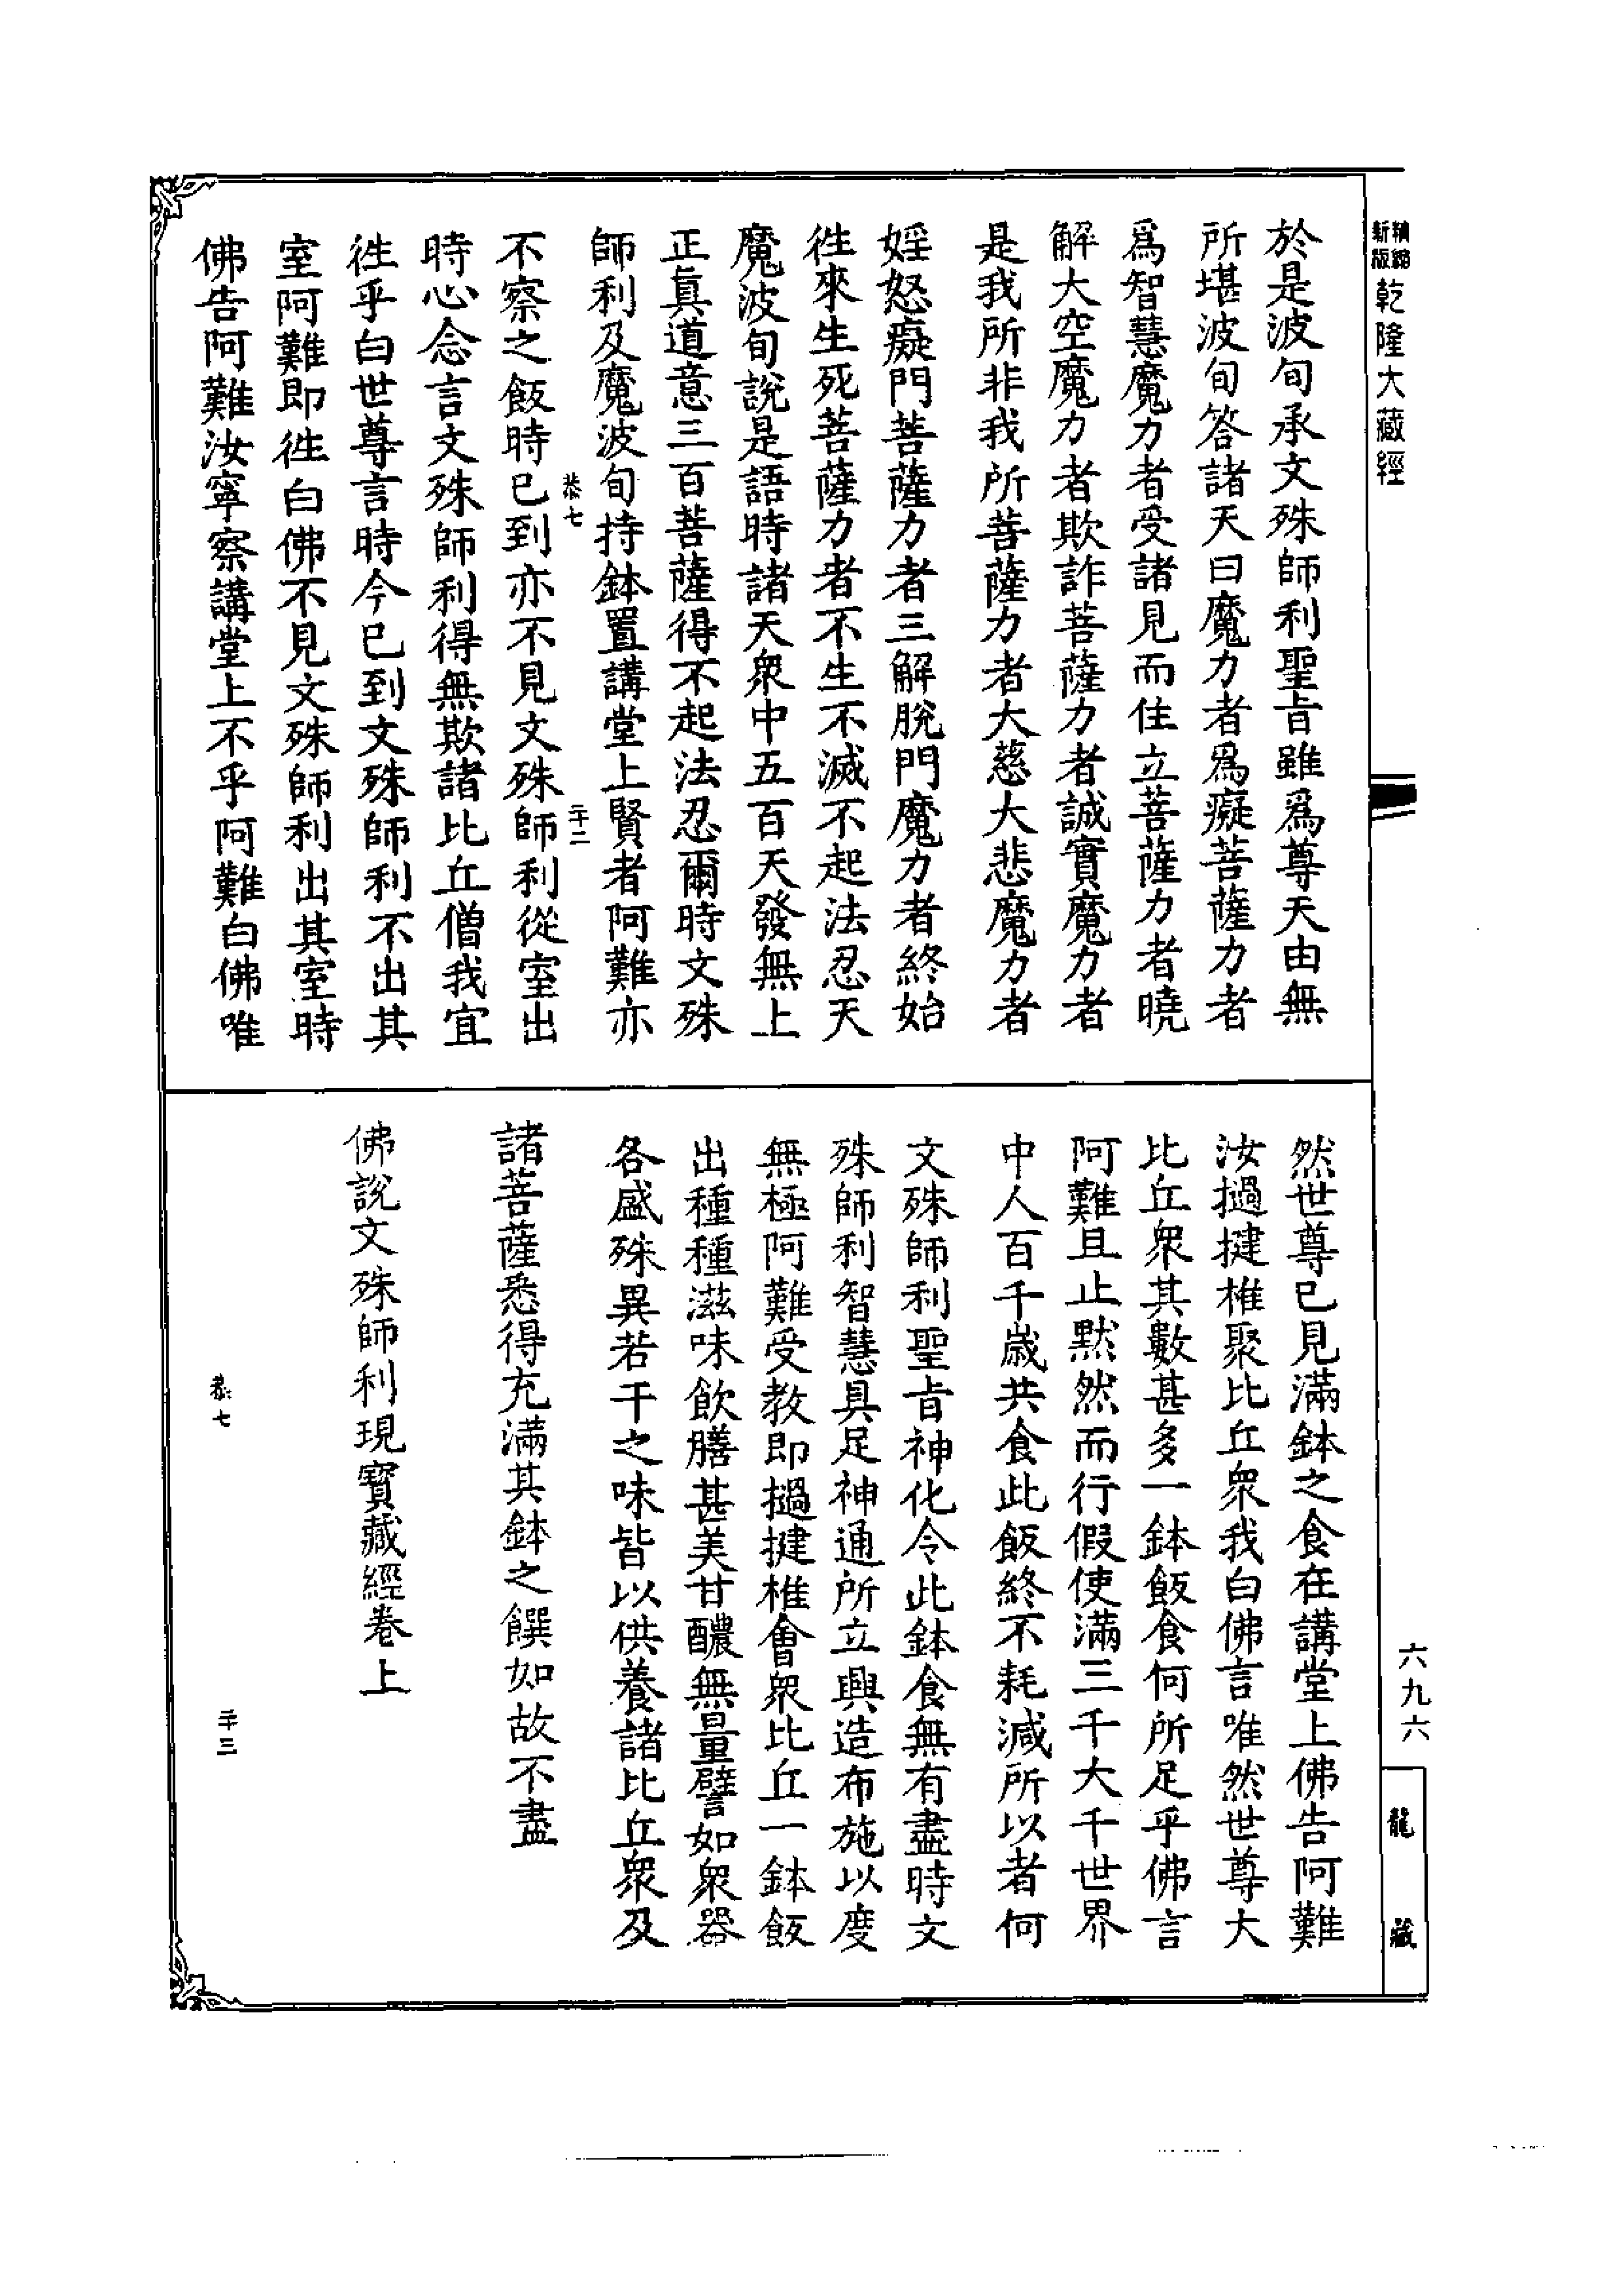 新版精縮乾隆大藏經
六九六
龍藏
於是波旬承文殊師利聖旨雖爲尊天由無
所堪波旬答諸天曰魔力者爲癡菩薩力者
爲智慧魔力者受諸見而住立菩薩力者曉
解大空魔力者欺詐菩薩力者誠實魔力者
是我所非我所菩薩力者大慈大悲魔力者
婬怒癡門菩薩力者三解脫門魔力者終始
徃來生死菩薩力者不生不滅不起法忍天
魔波旬說是語時諸天衆中五百天發無上
正眞道意三百菩薩得不起法忍爾時文殊
師利及魔波旬持鉢置講堂上賢者阿難亦
恭七 二十二
不察之飯時已到亦不見文殊師利從室出
時心念言文殊師利得無欺諸比丘僧我宜
徃乎白世尊言時今已到文殊師利不出其
室阿難即徃白佛不見文殊師利出其室時
佛告阿難汝寧察講堂上不乎阿難白佛唯
然世尊已見滿鉢之食在講堂上佛告阿難
汝撾揵椎聚比丘衆我白佛言唯然世尊大
比丘衆其數甚多一鉢飯食何所足乎佛言
阿難且止默然而行假使滿三千大千世界
中人百千歲共食此飯終不耗減所以者何
文殊師利聖旨神化令此鉢食無有盡時文
殊師利智慧具足神通所立興造布施以度
無極阿難受教即撾揵椎會衆比丘一鉢飯
出種種滋味飲膳甚美甘醲無量譬如衆器
各盛殊異若干之味皆以供養諸比丘衆及
諸菩薩悉得充滿其鉢之饌如故不盡
佛說文殊師利現寶藏經卷上
恭七 二十三